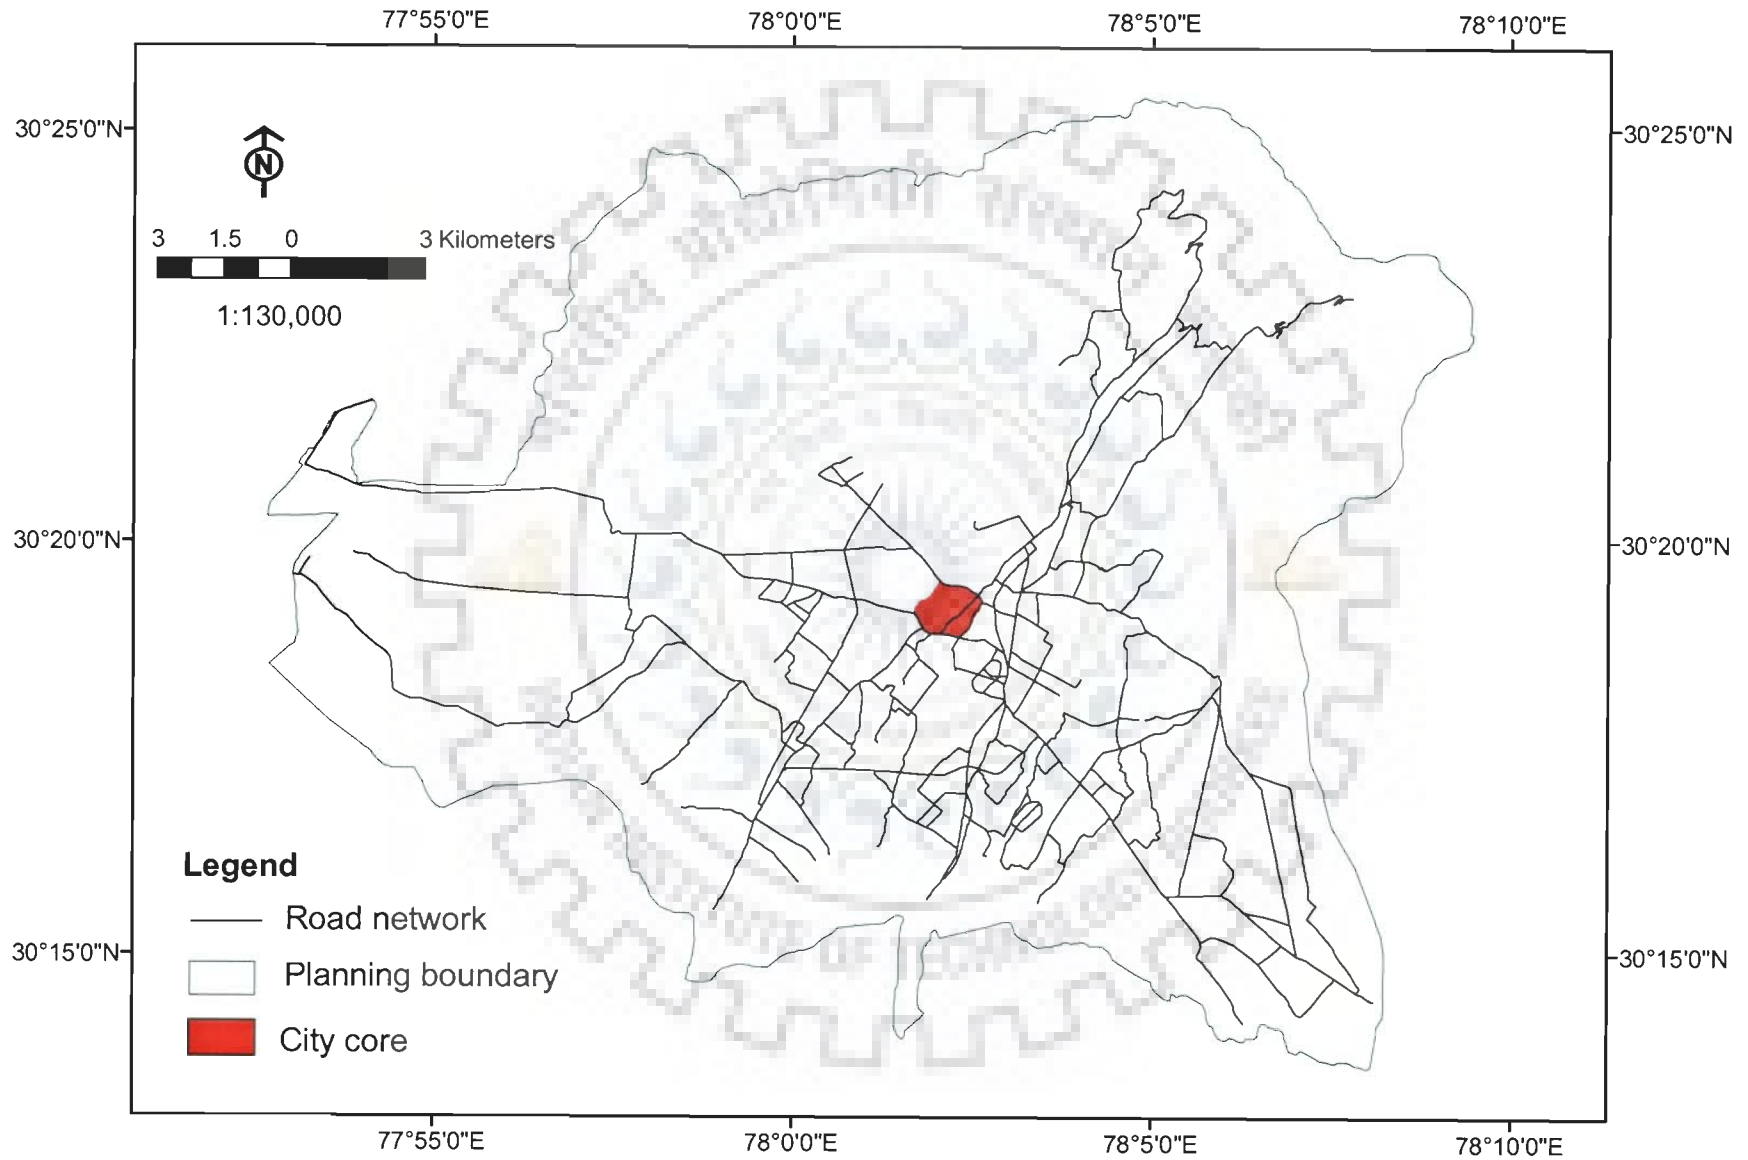 77°55'0"E 78°0'0"E 78°5'0"E 78°10'0"E
30°25'0"N 30°25'0"N
N
3 1.5 0 3 Kilometers
1:130,000
30°20'0"N 30°20'0"N
30°15'0"N 30°15'0"N
Legend
Road network
Planning boundary
City core
77°55'0"E 78°0'0"E 78°5'0"E 78°10'0"E